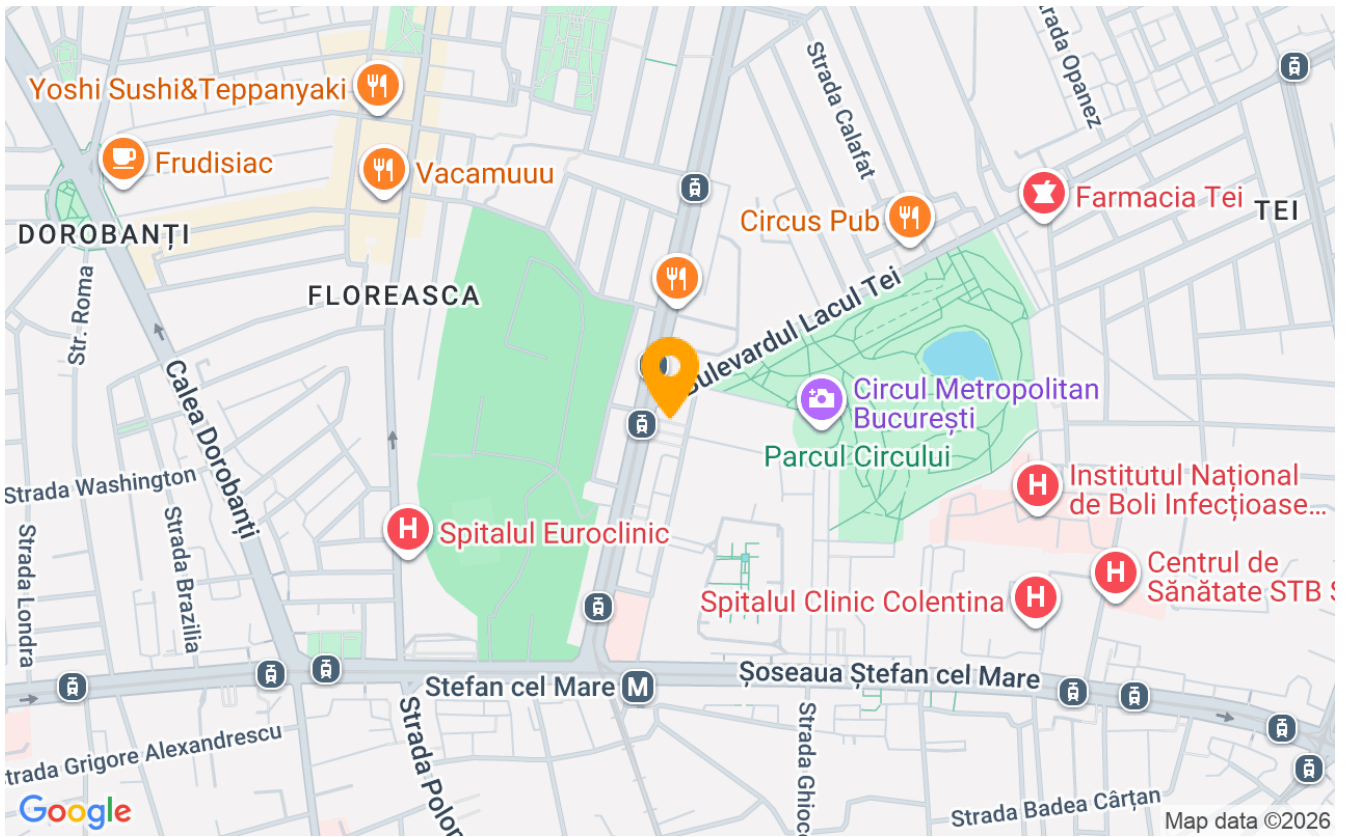 Strada Opanez
Strada Calafat
Yoshi Sushi&Teppanyaki
Frudisiac
Vacamuuu
Circus Pub
Farmacia Tei
TEI
DOROBANȚI
FLOREASCA
Str. Roma
Bulevardul Lacul Tei
Calea Dorobanți
Circul Metropolitan
București
Parcul Circului
Strada Washington
Institutul Național
de Boli Infecțioase...
Spitalul Euroclinic
Strada Londra
Strada Brazilia
Centrul de
Sănătate STB S
Spitalul Clinic Colentina
Șoseaua Ștefan cel Mare
Stefan cel Mare
M
Strada Polon
Strada Ghioc
Strada Grigore Alexandrescu
Strada Badea Cârțan
Google
Map data ©2026